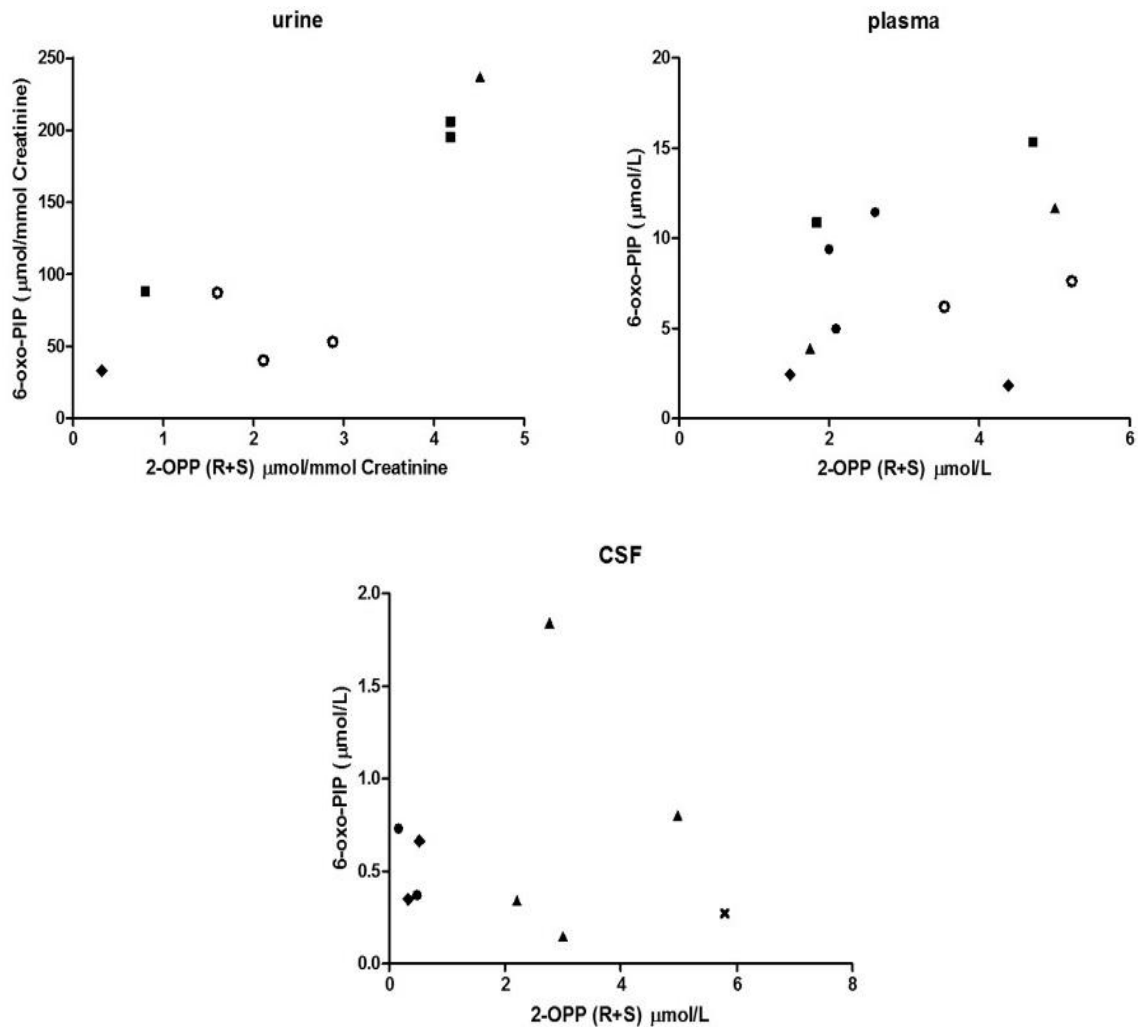 urine
6-oxo-PIP ( μmol/mmol Creatinine)
250
200
150
100
50
0
0 1 2 3 4 5
2-OPP (R+S) μmol/mmol Creatinine
plasma
6-oxo-PIP ( μmol/L)
20
15
10
5
0
0 2 4 6
2-OPP (R+S) μmol/L
CSF
6-oxo-PIP ( μmol/L)
2.0
1.5
1.0
0.5
0.0
0 2 4 6 8
2-OPP (R+S) μmol/L